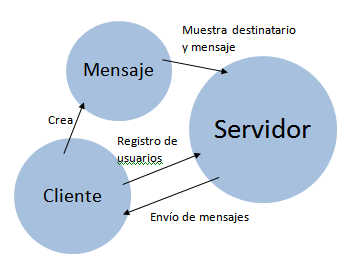 Muestra destinatario
y mensaje
Mensaje
Crea
Servidor
Registro de
usuarios
Cliente
Envío de mensajes